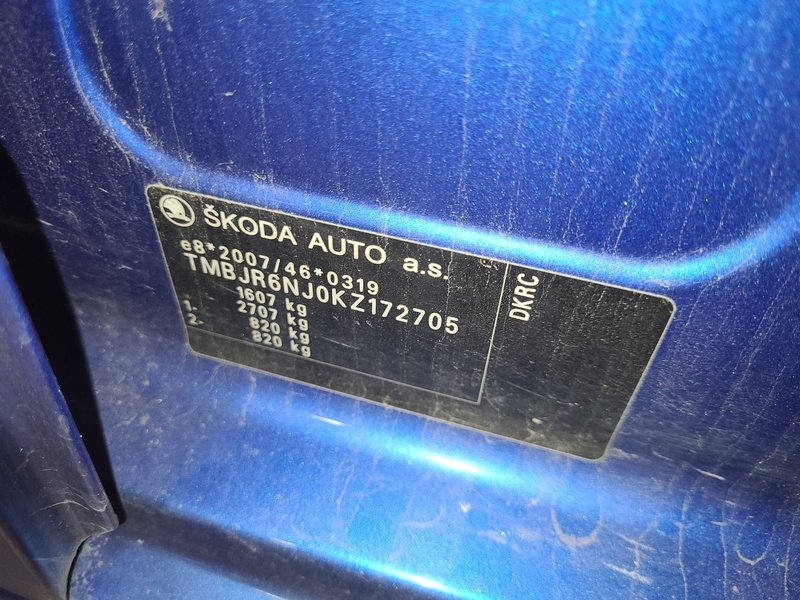 ŠKODA AUTO a.s.
e8*2007/46*0319
TMBJR6NJ0KZ172705
1607 kg
2707 kg
1- 820 kg
2- 820 kg
DKRC